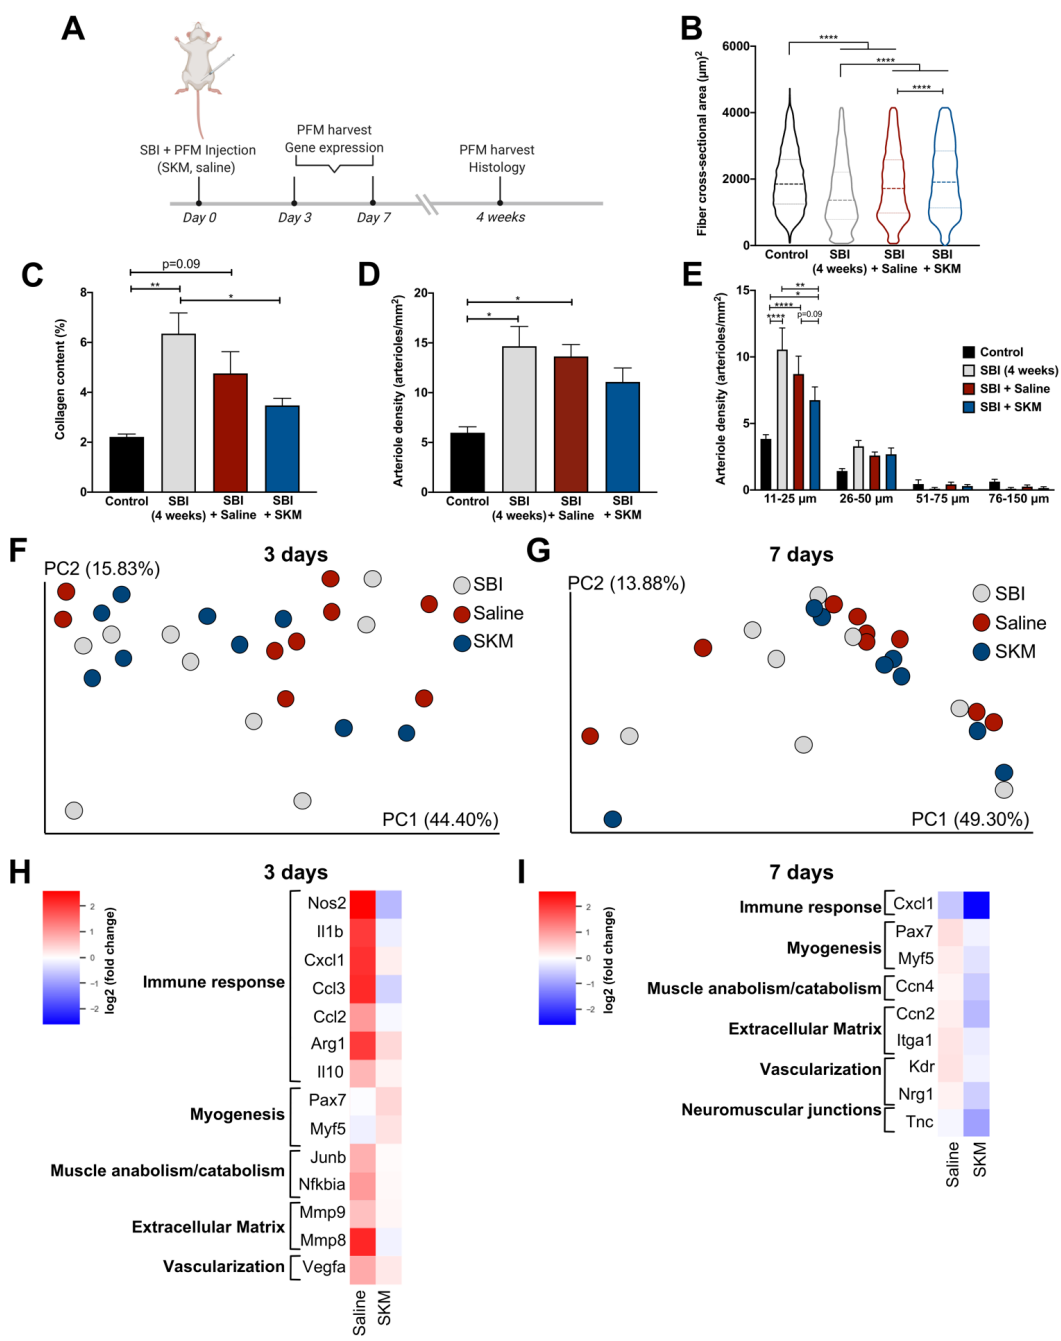 A
SBI + PFM Injection
(SKM, saline)
PFM harvest
Gene expression
PFM harvest
Histology
Day 0
Day 3
Day 7
4 weeks
B
Fiber cross-sectional area (µm)²
6000
4000
2000
0
****
****
****
Control
SBI
(4 weeks)
SBI
+ Saline
SBI
+ SKM
C
Collagen content (%)
8
6
4
2
0
p=0.09
**
*
Control
SBI
(4 weeks)
SBI
+ Saline
SBI
+ SKM
D
Arteriole density (arterioles/mm²)
20
15
10
5
0
*
*
Control
SBI
(4 weeks)
SBI
+ Saline
SBI
+ SKM
E
Arteriole density (arterioles/mm²)
15
10
5
0
**
*
****
****
p=0.09
11-25 µm
26-50 µm
51-75 µm
76-150 µm
Control
SBI (4 weeks)
SBI + Saline
SBI + SKM
F
3 days
PC2 (15.83%)
PC1 (44.40%)
SBI
Saline
SKM
G
7 days
PC2 (13.88%)
PC1 (49.30%)
SBI
Saline
SKM
H
3 days
2
1
0
−1
−2
log2 (fold change)
Immune response
Nos2
Il1b
Cxcl1
Ccl3
Ccl2
Arg1
Il10
Myogenesis
Pax7
Myf5
Muscle anabolism/catabolism
Junb
Nfkbia
Extracellular Matrix
Mmp9
Mmp8
Vascularization
Vegfa
Saline
SKM
I
7 days
2
1
0
−1
−2
log2 (fold change)
Immune response
Cxcl1
Myogenesis
Pax7
Myf5
Muscle anabolism/catabolism
Ccn4
Extracellular Matrix
Ccn2
Itga1
Vascularization
Kdr
Nrg1
Neuromuscular junctions
Tnc
Saline
SKM